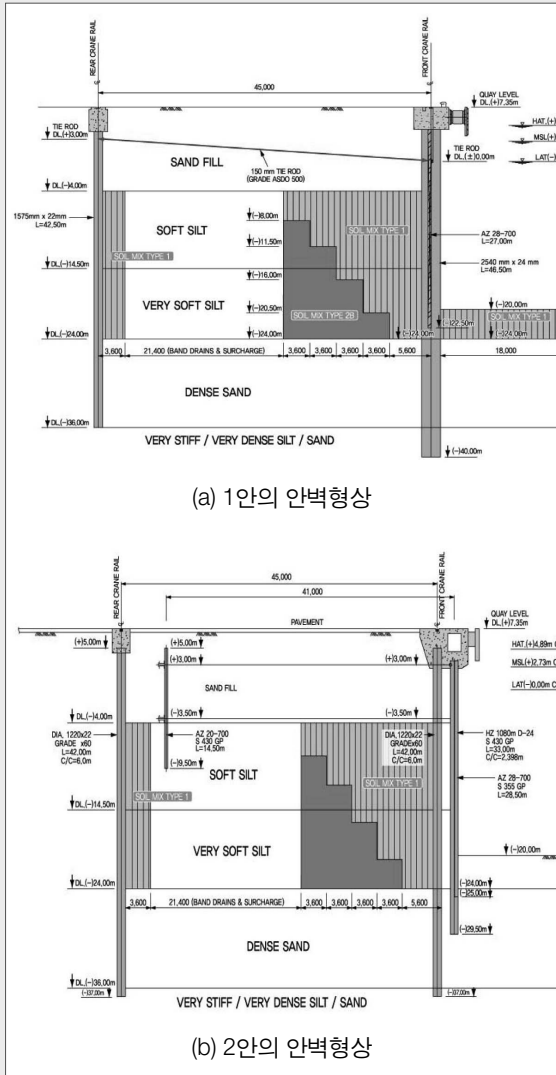 REAR CRANE RAIL
FRONT CRANE RAIL
45,000
QUAY LEVEL
DL.(+)7,35m
TIE ROD
DL.(+)3,00m
HAT.(+)
MSL(+)
LAT(-)
SAND FILL
TIE ROD
DL.(±)0,00m
150 mm TIE ROD
(GRADE ASDO 500)
DL.(-)4,00m
1575mm x 22mm
L=42,50m
SOFT SILT
(-)8,00m
SOIL MIX TYPE 1
AZ 28-700
L=27,00m
(-)11,50m
SOIL MIX TYPE 1
2540 mm x 24 mm
L=46,50m
DL.(-)14,50m
(-)16,00m
VERY SOFT SILT
(-)20,50m
(-)20,00m
SOIL MIX TYPE 2B
SOIL MIX TYPE 1
(-)22,50m
DL.(-)24,00m
(-)24,00m
(-)24,00m
(-)24,00m
3,600
21,400 (BAND DRAINS & SURCHARGE)
3,600
3,600
3,600
3,600
5,600
18,000
DENSE SAND
DL.(-)36,00m
VERY STIFF / VERY DENSE SILT / SAND
(-)40,00m
(a) 1안의 안벽형상
REAR CRANE RAIL
FRONT CRANE RAIL
45,000
41,000
QUAY LEVEL
DL.(+)7,35m
PAVEMENT
(+)5,00m
(+)5,00m
(+)5,00m
HAT.(+)4,89m C
(+)3,00m
(+)3,00m
MSL(+)2,73m C
SAND FILL
LAT(-)0,00m C
DL.(-)4,00m
(-)3,50m
(-)3,50m
DIA, 1220x22
GRADE x60
L=42,00m
C/C=6,0m
AZ 20-700
S 430 GP
L=14,50m
DIA,1220x22
GRADEx60
L=42,00m
C/C=6,0m
HZ 1080m D-24
S 430 GP
L=33,00m
C/C=2,398m
(-)9,50m
SOFT SILT
SOIL MIX TYPE 1
SOIL MIX TYPE 1
AZ 28-700
S 355 GP
L=28,50m
DL.(-)14,50m
VERY SOFT SILT
(-)20,00m
DL.(-)24,00m
(-)24,00m
(-)25,00m
3,600
21,400 (BAND DRAINS & SURCHARGE)
3,600
3,600
3,600
3,600
5,600
(-)29,50m
DENSE SAND
DL.(-)36,00m
(-)37,00m
(-)37,00m
VERY STIFF / VERY DENSE SILT / SAND
(b) 2안의 안벽형상